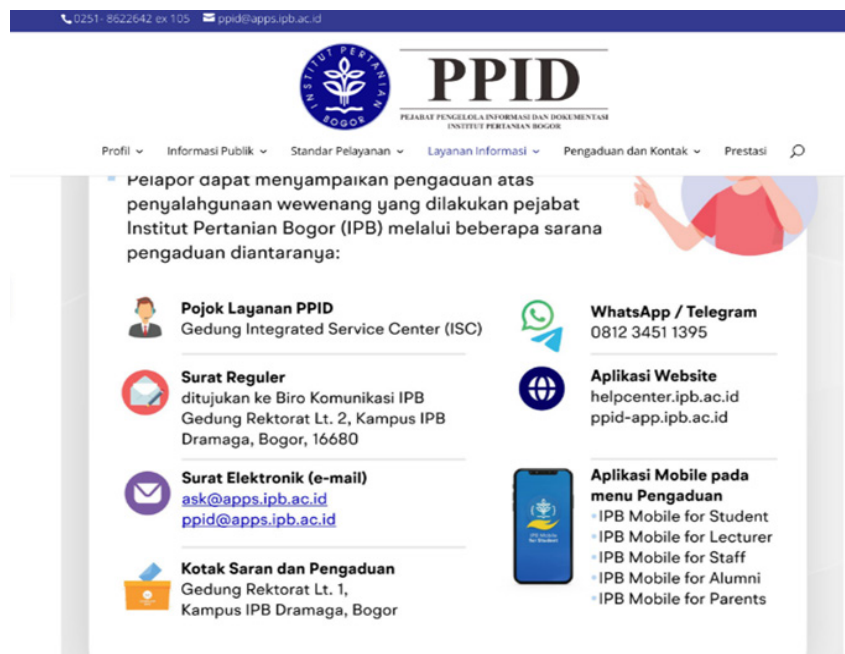 0251- 8622642 ex 105 ppid@apps.ipb.ac.id
INSTITUT PERTANIAN BOGOR
PPID
PEJABAT PENGELOLA INFORMASI DAN DOKUMENTASI
INSTITUT PERTANIAN BOGOR
Profil Informasi Publik Standar Pelayanan Layanan Informasi Pengaduan dan Kontak Prestasi
Pelapor dapat menyampaikan pengaduan atas
penyalahgunaan wewenang yang dilakukan pejabat
Institut Pertanian Bogor (IPB) melalui beberapa sarana
pengaduan diantaranya:
Pojok Layanan PPID
Gedung Integrated Service Center (ISC)
Surat Reguler
ditujukan ke Biro Komunikasi IPB
Gedung Rektorat Lt. 2, Kampus IPB
Dramaga, Bogor, 16680
Surat Elektronik (e-mail)
ask@apps.ipb.ac.id
ppid@apps.ipb.ac.id
Kotak Saran dan Pengaduan
Gedung Rektorat Lt. 1,
Kampus IPB Dramaga, Bogor
WhatsApp / Telegram
0812 3451 1395
Aplikasi Website
helpcenter.ipb.ac.id
ppid-app.ipb.ac.id
Aplikasi Mobile pada
menu Pengaduan
IPB Mobile for Student
IPB Mobile for Lecturer
IPB Mobile for Staff
IPB Mobile for Alumni
IPB Mobile for Parents
IPB Mobile
for Student